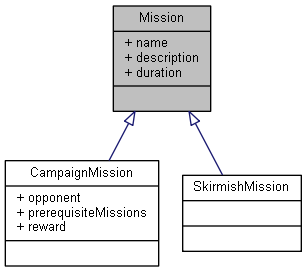 Mission
+ name
+ description
+ duration
CampaignMission
+ opponent
+ prerequisiteMissions
+ reward
SkirmishMission